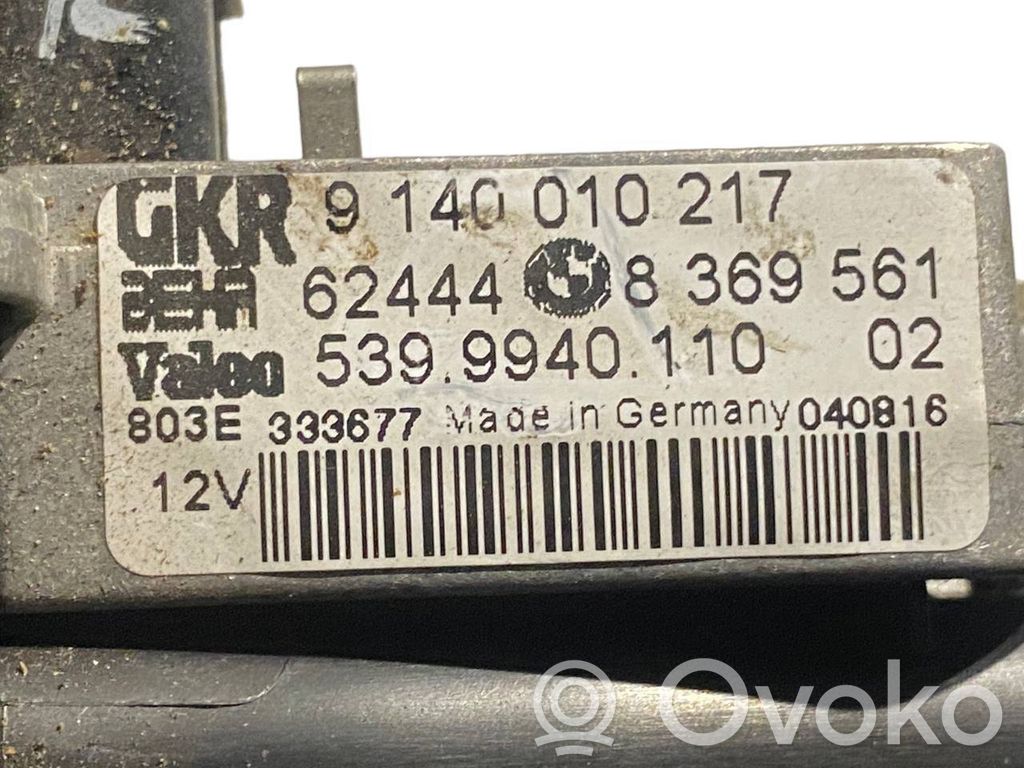 GKR 9 140 010 217
BEHR 62444 8 369 561
Valeo 539.9940.110 02
803E 333677 Made in Germany 040816
12V
Ovoko